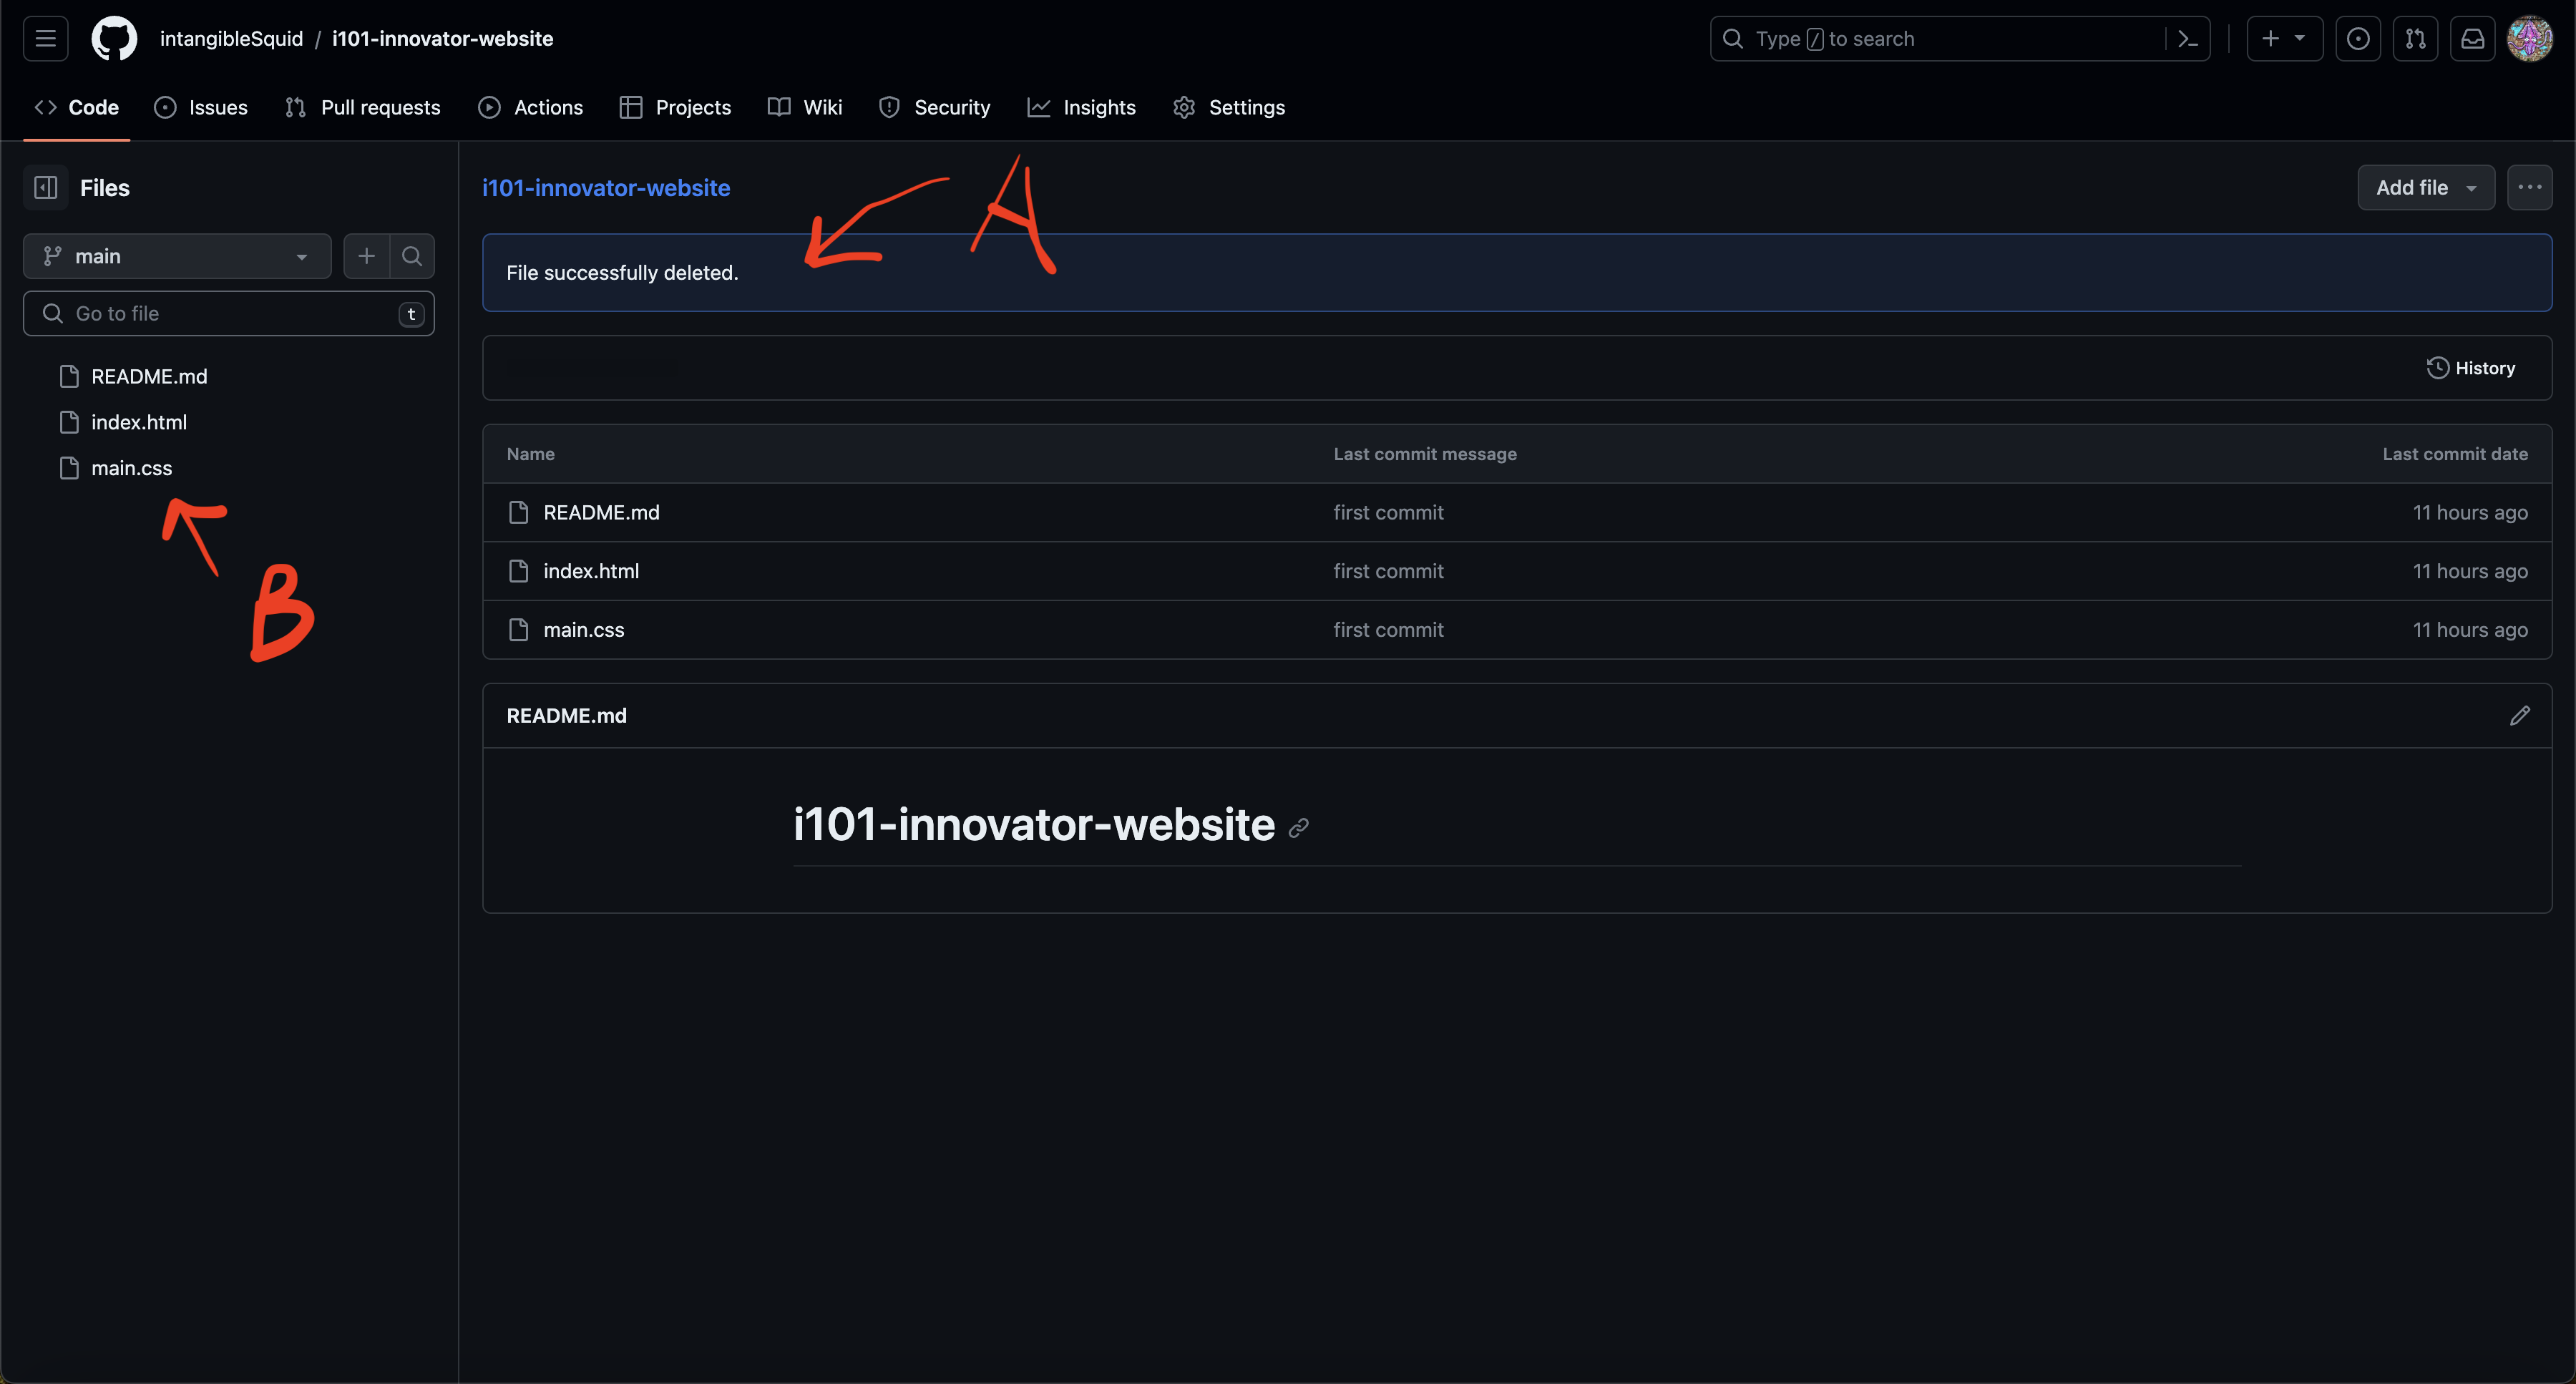 intangibleSquid / i101-innovator-website
Type / to search
Code Issues Pull requests Actions Projects Wiki Security Insights Settings
Files
main
Go to file t
README.md
index.html
main.css
B
i101-innovator-website
Add file
A
File successfully deleted.
History
Name Last commit message Last commit date
README.md first commit 11 hours ago
index.html first commit 11 hours ago
main.css first commit 11 hours ago
README.md
i101-innovator-website